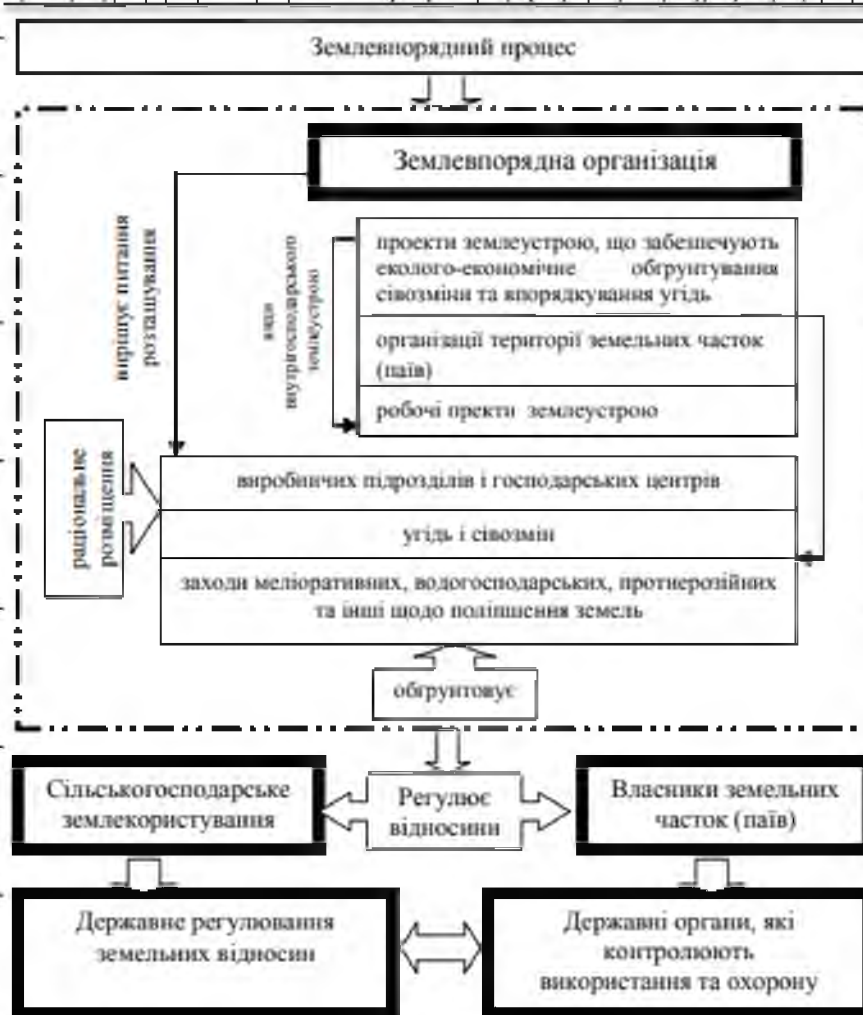 Землевпорядний процес
Землевпорядна організація
вирішує питання
розташування
види
внутрігосподарського
землеустрою
проекти землеустрою, що забезпечують
еколого-економічне обґрунтування
сівозміни та впорядкування угідь
організації території земельних часток
(паїв)
робочі пректи землеустрою
раціональне
розміщення
виробничих підрозділів і господарських центрів
угідь і сівозмін
заходи меліоративних, водогосподарських, протиерозійних
та інші щодо поліпшення земель
обґрунтовує
Сільськогосподарське
землекористування
Регулює
відносини
Власники земельних
часток (паїв)
Державне регулювання
земельних відносин
Державні органи, які
контролюють
використання та охорону